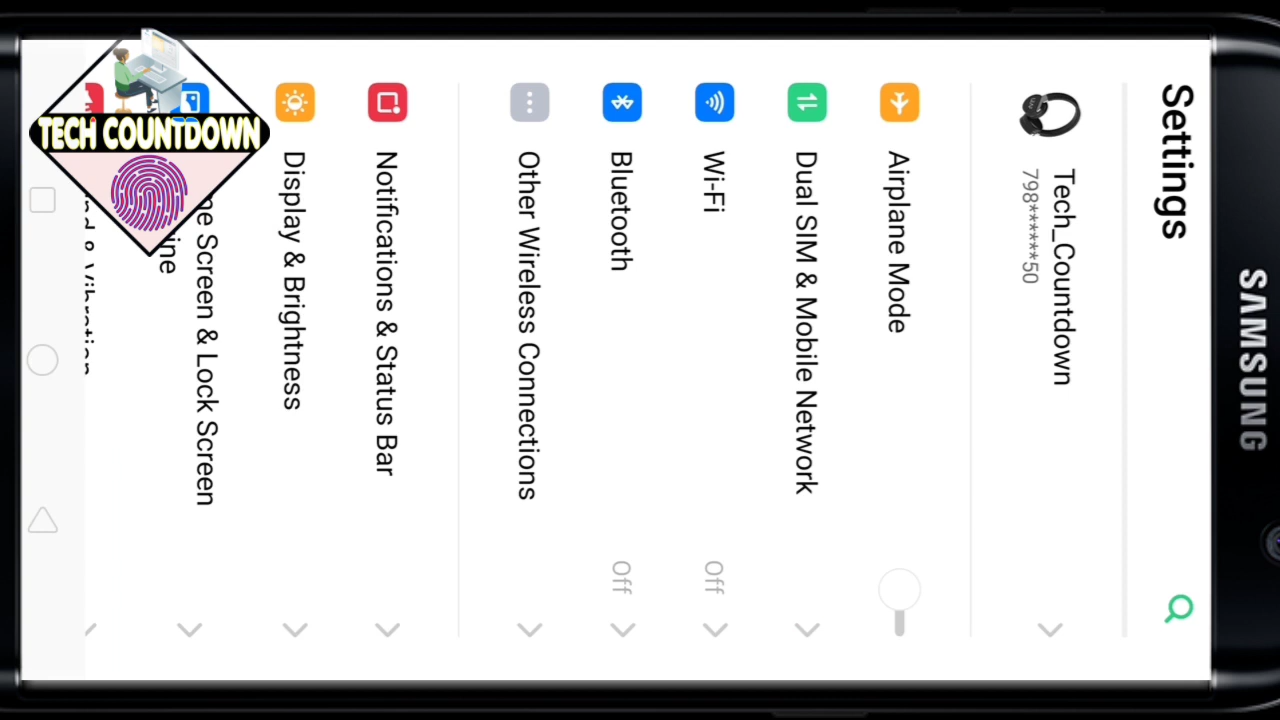 Settings
Tech_Countdown
798******50
Airplane Mode
Dual SIM & Mobile Network
Wi-Fi
Off
Bluetooth
Off
Other Wireless Connections
Notifications & Status Bar
Display & Brightness
Screen & Lock Screen
& Vibration
TECH COUNTDOWN
SAMSUNG